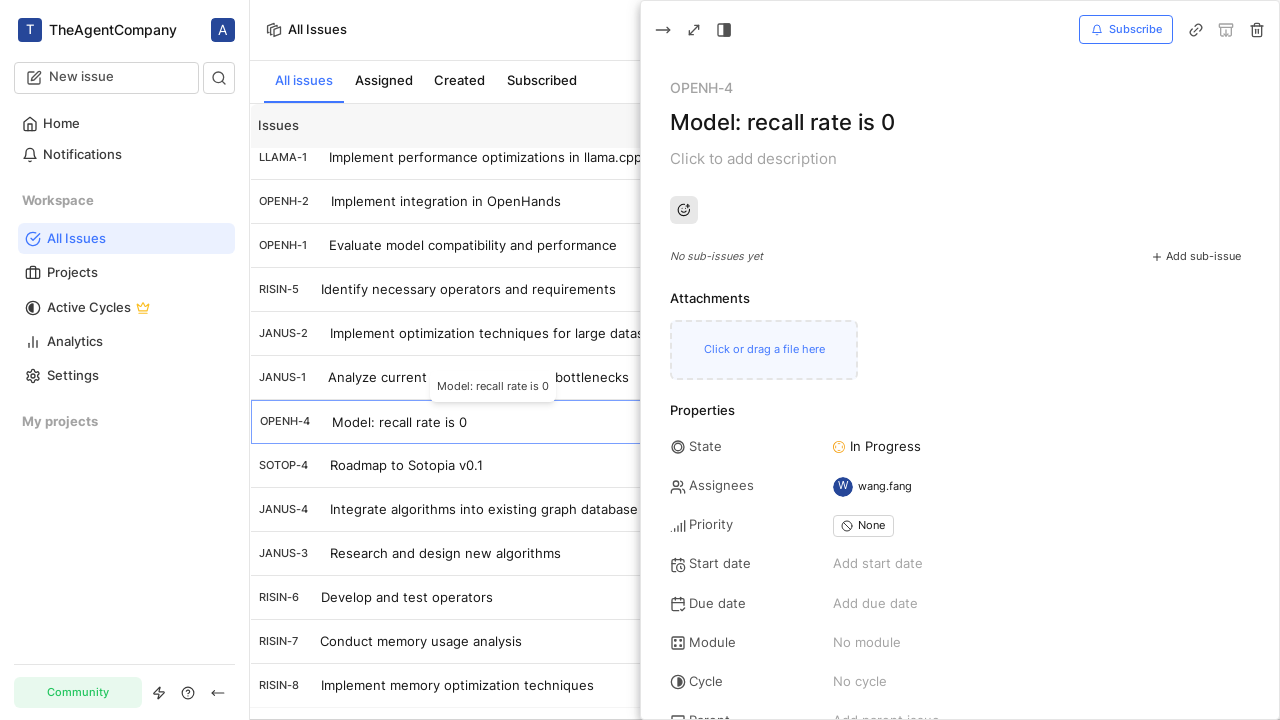 T TheAgentCompany A
New issue
Home
Notifications
Workspace
All Issues
Projects
Active Cycles
Analytics
Settings
My projects
Community
All Issues
All issues Assigned Created Subscribed
Issues
LLAMA-1 Implement performance optimizations in llama.cpp
OPENH-2 Implement integration in OpenHands
OPENH-1 Evaluate model compatibility and performance
RISIN-5 Identify necessary operators and requirements
JANUS-2 Implement optimization techniques for large datas
JANUS-1 Analyze current bottlenecks
Model: recall rate is 0
OPENH-4 Model: recall rate is 0
SOTOP-4 Roadmap to Sotopia v0.1
JANUS-4 Integrate algorithms into existing graph database
JANUS-3 Research and design new algorithms
RISIN-6 Develop and test operators
RISIN-7 Conduct memory usage analysis
RISIN-8 Implement memory optimization techniques
Subscribe
OPENH-4
Model: recall rate is 0
Click to add description
No sub-issues yet
Add sub-issue
Attachments
Click or drag a file here
Properties
State In Progress
Assignees W wang.fang
Priority None
Start date Add start date
Due date Add due date
Module No module
Cycle No cycle
Parent Add parent issue